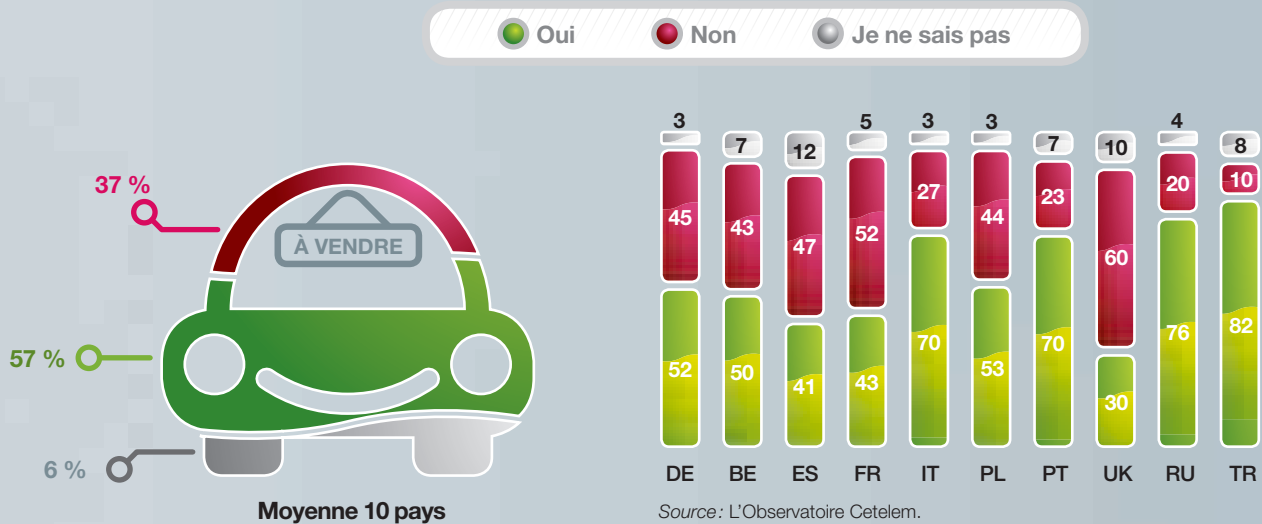 Oui Non Je ne sais pas
37 %
À VENDRE
57 %
6 %
Moyenne 10 pays
3 7 12 5 3 3 7 10 4 8
45 43 47 52 27 44 23 60 20 10
52 50 41 43 70 53 70 30 76 82
DE BE ES FR IT PL PT UK RU TR
Source : L'Observatoire Cetelem.